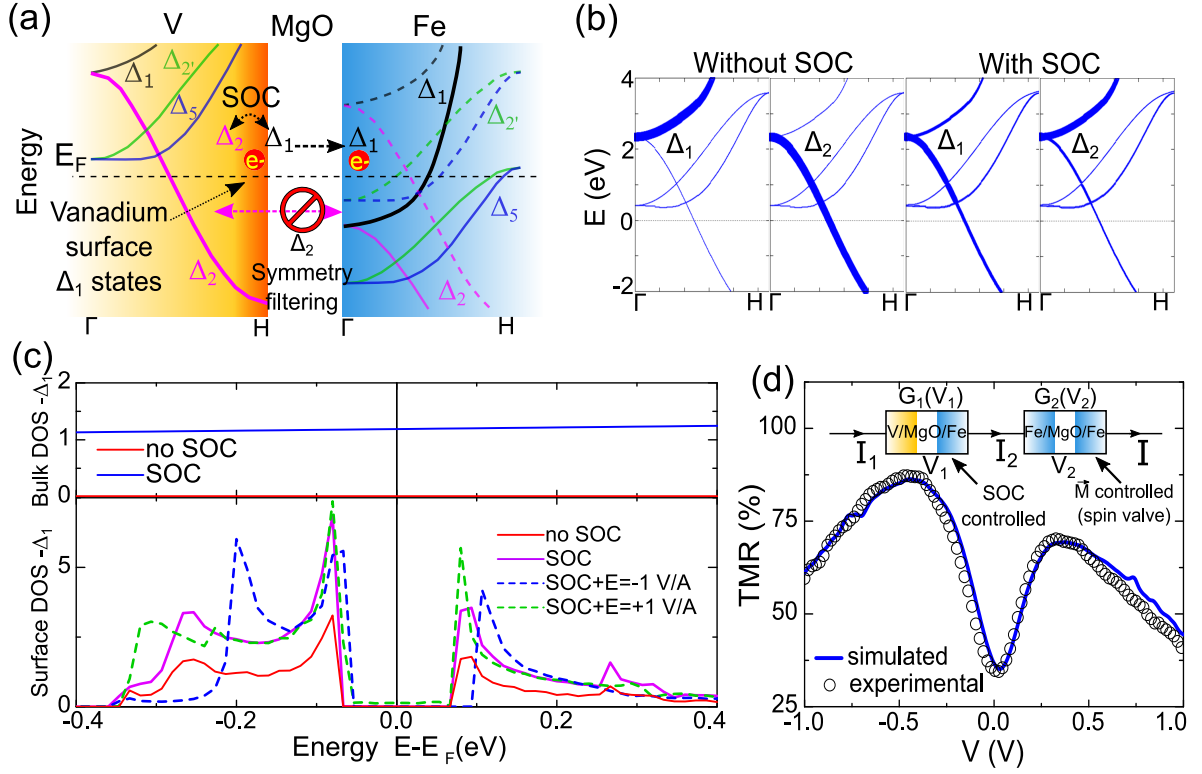 (a)
V
MgO
Fe
Δ1
Δ2'
Δ5
SOC
Δ2
Δ1
Δ1
e-
e-
EF
Energy
Vanadium
surface
Δ1 states
Δ2
Δ2
Symmetry
filtering
Δ1
Δ2'
Δ5
Δ2
Γ
H
Γ
H
(b)
Without SOC
With SOC
E (eV)
4
2
0
-2
Δ1
Δ2
Δ1
Δ2
Γ
H
Γ
H
Γ
H
Γ
H
(c)
Bulk DOS -Δ1
2
1
0
no SOC
SOC
Surface DOS -Δ1
5
0
no SOC
SOC
SOC+E=-1 V/A
SOC+E=+1 V/A
-0.4
-0.2
0.0
0.2
0.4
Energy E-EF(eV)
(d)
TMR (%)
100
75
50
25
G1(V1)
G2(V2)
V/MgO/Fe
Fe/MgO/Fe
I1
V1
I2
V2
I
SOC
controlled
M controlled
(spin valve)
simulated
experimental
-1.0
-0.5
0.0
0.5
1.0
V (V)